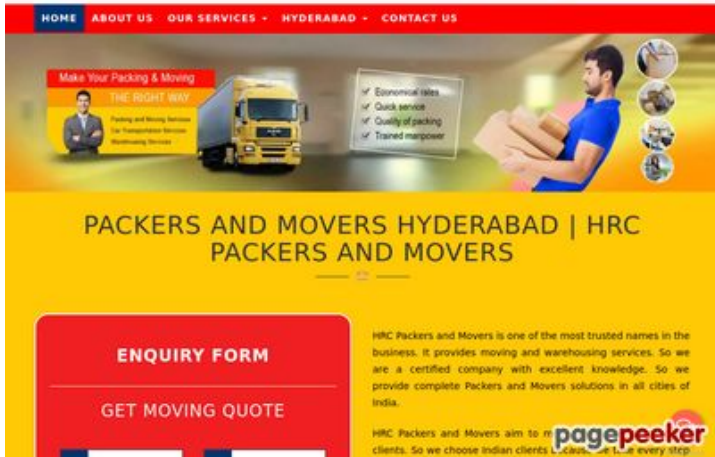 HOME ABOUT US OUR SERVICES HYDERABAD CONTACT US
Make Your Packing & Moving
THE RIGHT WAY
Packing and Moving Services
Car Transportation Services
Warehousing Services
Economical rates
Quick service
Quality of packing
Trained manpower
PACKERS AND MOVERS HYDERABAD | HRC
PACKERS AND MOVERS
ENQUIRY FORM
GET MOVING QUOTE
HRC Packers and Movers is one of the most trusted names in the
business. It provides moving and warehousing services. So we
are a certified company with excellent knowledge. So we
provide complete Packers and Movers solutions in all cities of
India.
HRC Packers and Movers aim to
clients. So we choose Indian clients every step
pagepeeker